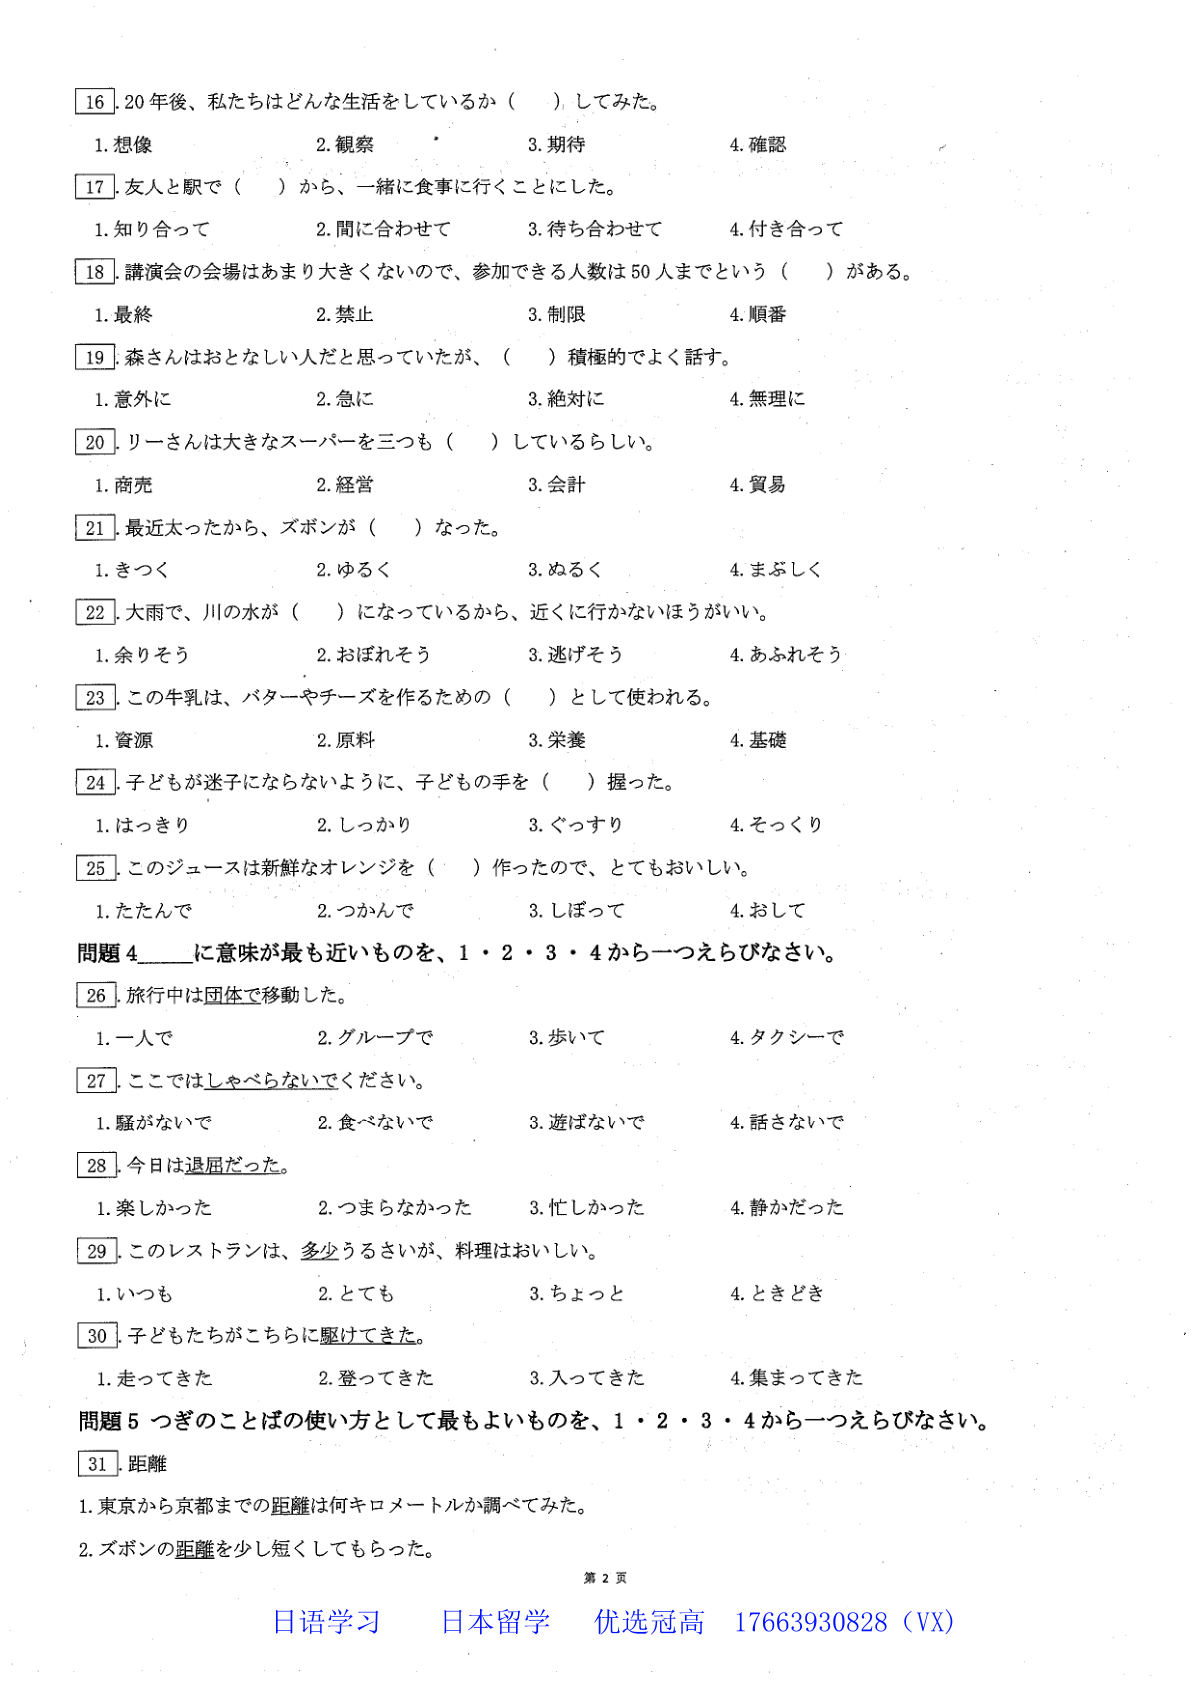 16.20年後、私たちはどんな生活をしているか（　　）してみた。
1.想像 2.観察 3.期待 4.確認
17.友人と駅で（　　）から、一緒に食事に行くことにした。
1.知り合って 2.間に合わせて 3.待ち合わせて 4.付き合って
18.講演会の会場はあまり大きくないので、参加できる人数は50人までという（　　）がある。
1.最終 2.禁止 3.制限 4.順番
19.森さんはおとなしい人だと思っていたが、（　　）積極的でよく話す。
1.意外に 2.急に 3.絶対に 4.無理に
20.リーさんは大きなスーパーを三つも（　　）しているらしい。
1.商売 2.経営 3.会計 4.貿易
21.最近太ったから、ズボンが（　　）なった。
1.きつく 2.ゆるく 3.ぬるく 4.まぶしく
22.大雨で、川の水が（　　）になっているから、近くに行かないほうがいい。
1.余りそう 2.おぼれそう 3.逃げそう 4.あふれそう
23.この牛乳は、バターやチーズを作るための（　　）として使われる。
1.資源 2.原料 3.栄養 4.基礎
24.子どもが迷子にならないように、子どもの手を（　　）握った。
1.はっきり 2.しっかり 3.ぐっすり 4.そっくり
25.このジュースは新鮮なオレンジを（　　）作ったので、とてもおいしい。
1.たたんで 2.つかんで 3.しぼって 4.おして
問題4_____に意味が最も近いものを、1・2・3・4から一つえらびなさい。
26.旅行中は団体で移動した。
1.一人で 2.グループで 3.歩いて 4.タクシーで
27.ここではしゃべらないでください。
1.騒がないで 2.食べないで 3.遊ばないで 4.話さないで
28.今日は退屈だった。
1.楽しかった 2.つまらなかった 3.忙しかった 4.静かだった
29.このレストランは、多少うるさいが、料理はおいしい。
1.いつも 2.とても 3.ちょっと 4.ときどき
30.子どもたちがこちらに駆けてきた。
1.走ってきた 2.登ってきた 3.入ってきた 4.集まってきた
問題5 つぎのことばの使い方として最もよいものを、1・2・3・4から一つえらびなさい。
31.距離
1.東京から京都までの距離は何キロメートルか調べてみた。
2.ズボンの距離を少し短くしてもらった。
第 2 页
日语学习 日本留学 优选冠高 17663930828（VX)